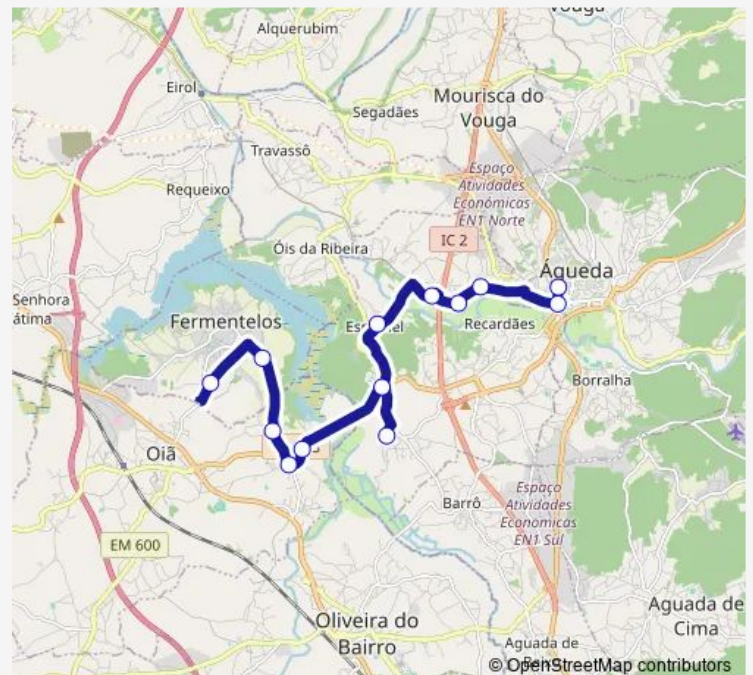 Vouga
Alquerubim
Eirol
Segadães
Mourisca do
Vouga
Travassô
Espaço
Atividades
Económicas
EN1 Norte
Requeixo
IC 2
Óis da Ribeira
Águeda
Senhora
átima
Fermentelos
Recardães
Borralha
Oiã
Barrô
Espaço
Atividades
Económicas
EN1 Sul
EM 600
Oliveira do
Bairro
Aguada de
Cima
Aguada de
© OpenStreetMap contributors